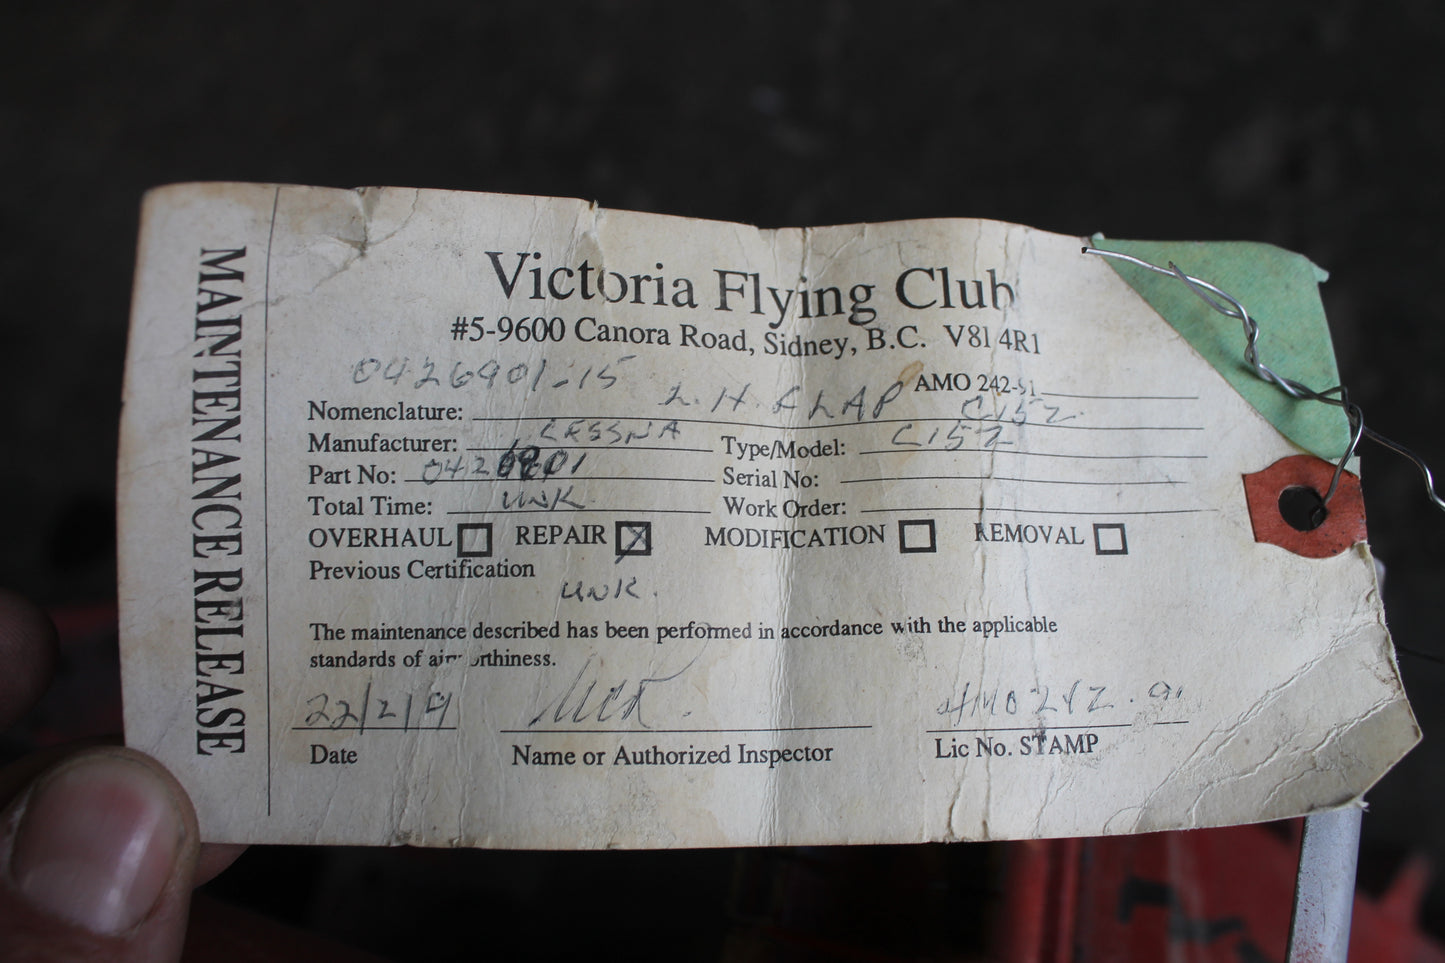 MAINTENANCE RELEASE
Victoria Flying Club
#5-9600 Canora Road, Sidney, B.C. V8L 4R1
0426901-15
AMO 242-91
Nomenclature: L.H. FLAP C152
Manufacturer: CESSNA Type/Model: C152
Part No: 0426901 Serial No:
Total Time: UNK Work Order:
OVERHAUL REPAIR MODIFICATION REMOVAL
Previous Certification
UNK.
The maintenance described has been performed in accordance with the applicable
standards of airworthiness.
22/2/9 AMO 242.91
Date Name or Authorized Inspector Lic No. STAMP